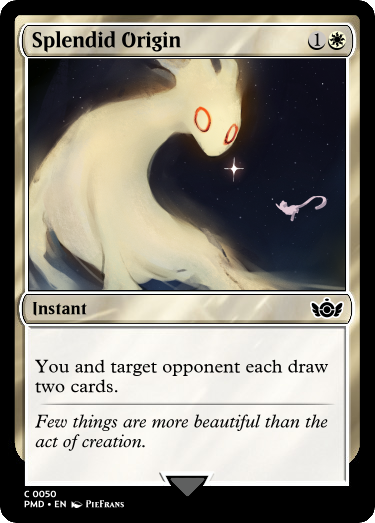 Splendid Origin 1
Instant
You and target opponent each draw
two cards.
Few things are more beautiful than the
act of creation.
C 0050
PMD • EN PieFrans